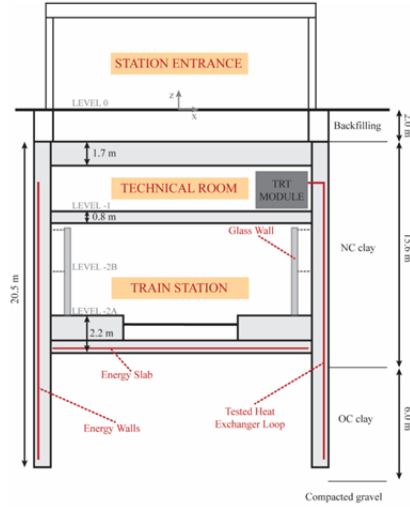 STATION ENTRANCE
LEVEL 0
z
x
2.0 m
Backfilling
1.7 m
TECHNICAL ROOM
TRT
MODULE
LEVEL -1
0.8 m
Glass Wall
NC clay
15.6 m
LEVEL -2B
20.5 m
TRAIN STATION
LEVEL -2A
2.2 m
Energy Slab
Energy Walls
Tested Heat
Exchanger Loop
OC clay
6.0 m
Compacted gravel